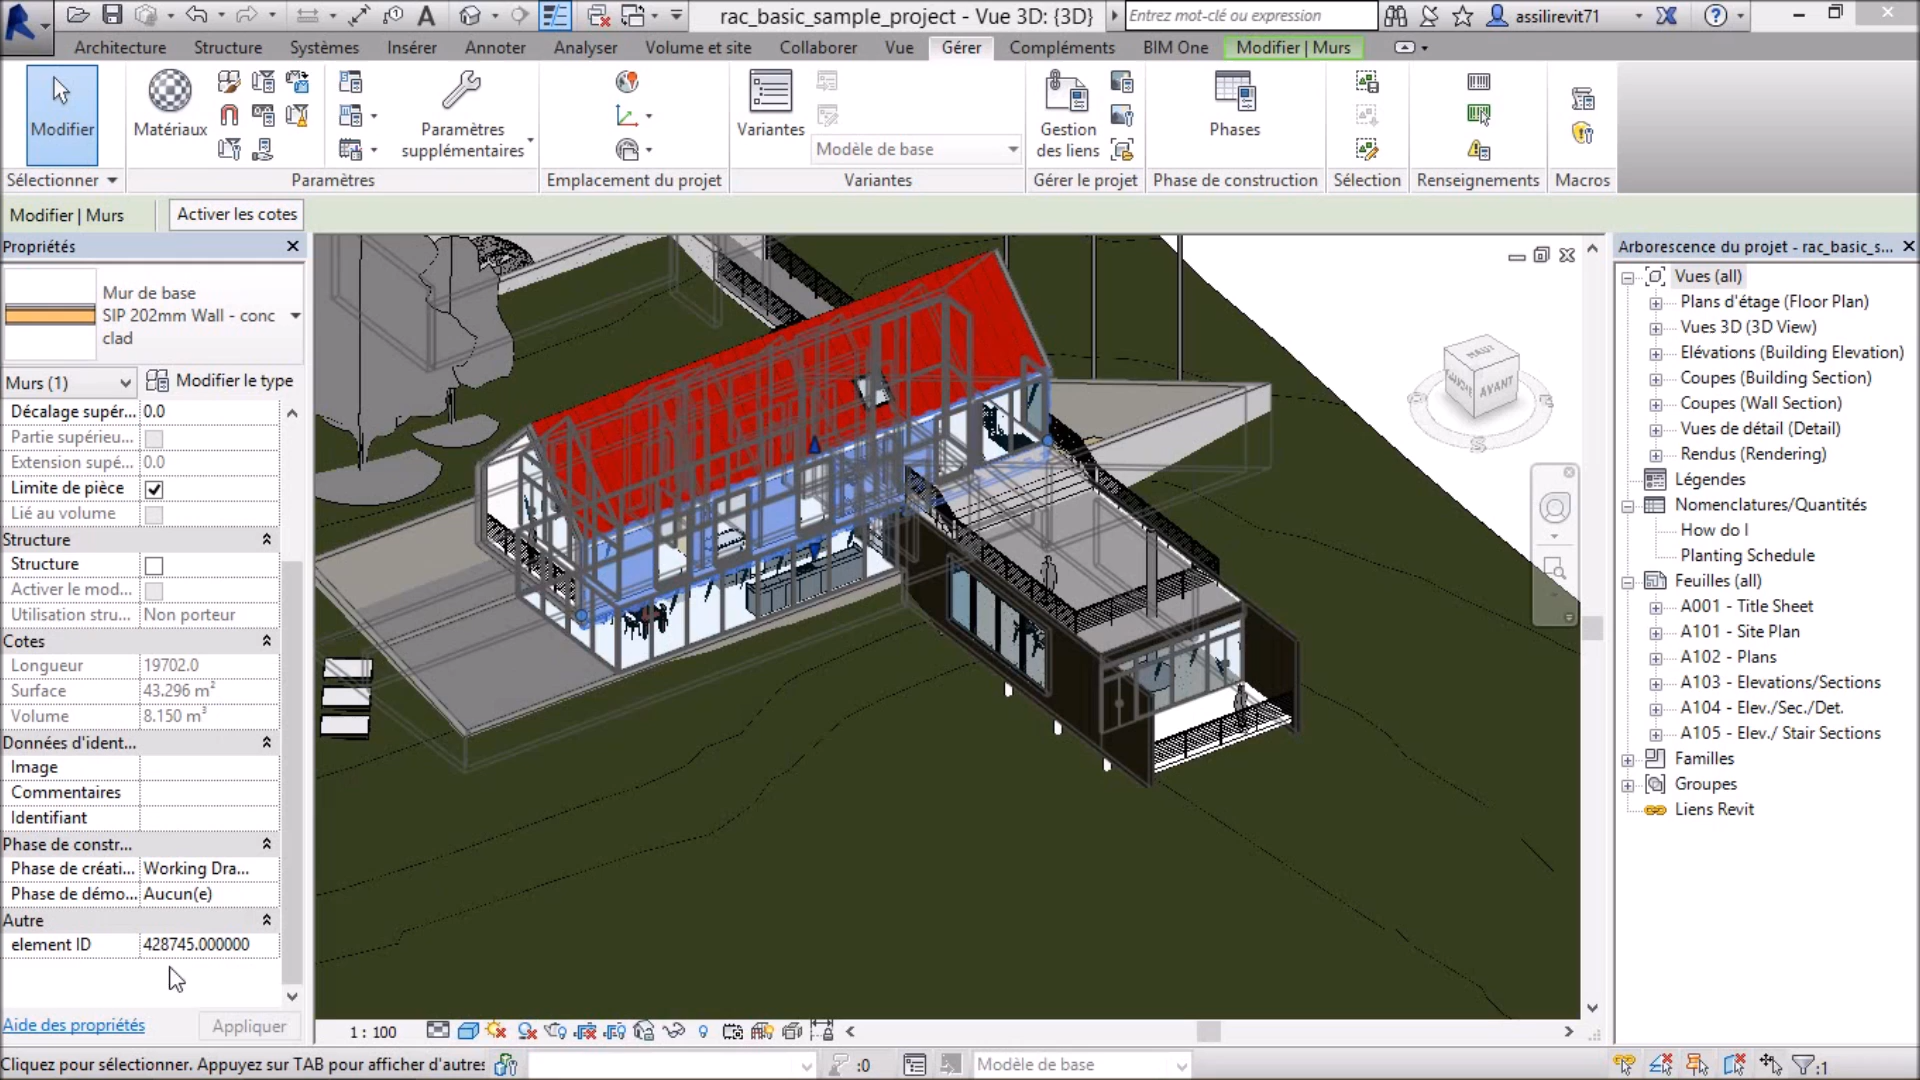 rac_basic_sample_project - Vue 3D: {3D}
Entrez mot-clé ou expression
assilirevit71
Architecture
Structure
Systèmes
Insérer
Annoter
Analyser
Volume et site
Collaborer
Vue
Gérer
Compléments
BIM One
Modifier | Murs
Modifier
Matériaux
Paramètres
supplémentaires
Variantes
Modèle de base
Gestion
des liens
Phases
Sélectionner
Paramètres
Emplacement du projet
Variantes
Gérer le projet
Phase de construction
Sélection
Renseignements
Macros
Modifier | Murs
Activer les cotes
Propriétés
Mur de base
SIP 202mm Wall - conc
clad
Murs (1)
Modifier le type
Décalage supér... 0.0
Partie supérieu...
Extension supé... 0.0
Limite de pièce
Lié au volume
Structure
Structure
Activer le mod...
Utilisation stru... Non porteur
Cotes
Longueur 19702.0
Surface 43.296 m²
Volume 8.150 m³
Données d'ident...
Image
Commentaires
Identifiant
Phase de constr...
Phase de créati... Working Dra...
Phase de démo... Aucun(e)
Autre
element ID 428745.000000
Aide des propriétés
Appliquer
HAUT
AVANT
S
1 : 100
Arborescence du projet - rac_basic_s...
Vues (all)
Plans d'étage (Floor Plan)
Vues 3D (3D View)
Elévations (Building Elevation)
Coupes (Building Section)
Coupes (Wall Section)
Vues de détail (Detail)
Rendus (Rendering)
Légendes
Nomenclatures/Quantités
How do I
Planting Schedule
Feuilles (all)
A001 - Title Sheet
A101 - Site Plan
A102 - Plans
A103 - Elevations/Sections
A104 - Elev./Sec./Det.
A105 - Elev./ Stair Sections
Familles
Groupes
Liens Revit
Cliquez pour sélectionner. Appuyez sur TAB pour afficher d'autres
:0
Modèle de base
:1